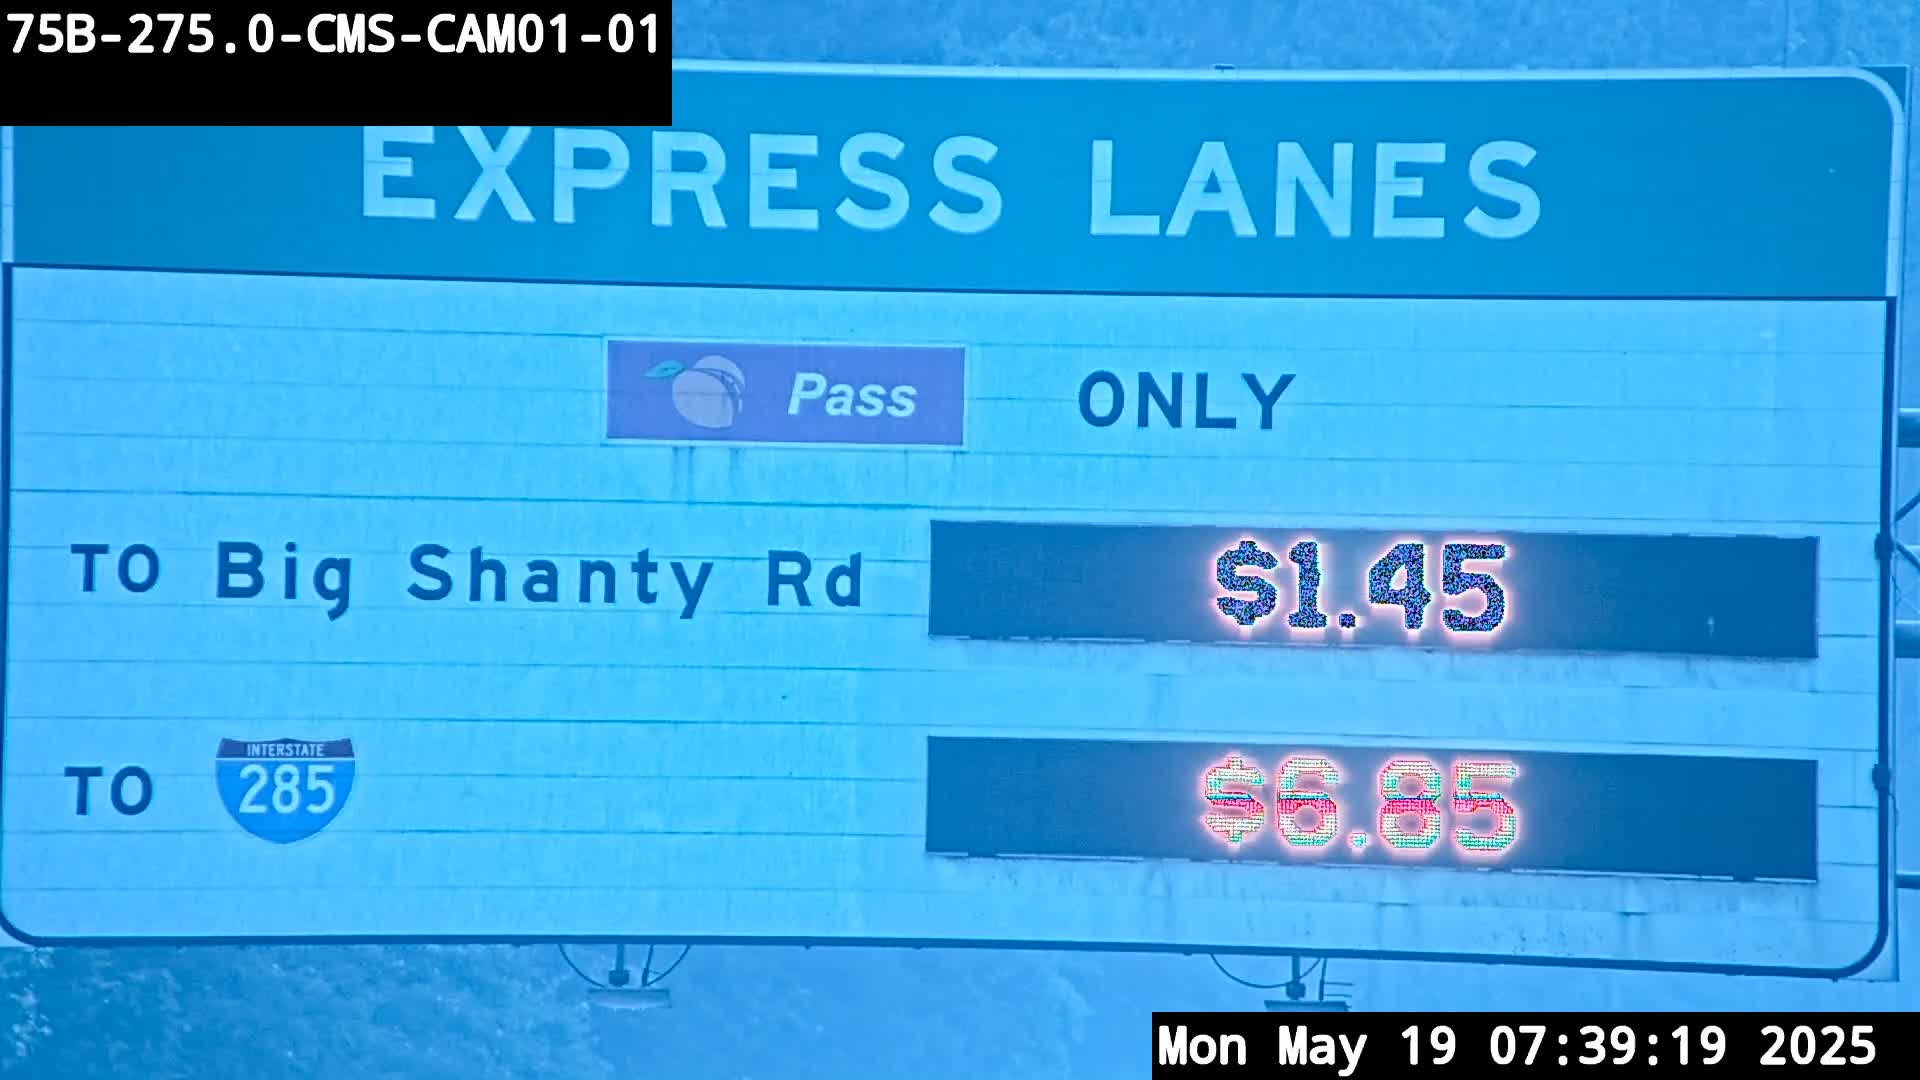 75B-275.0-CMS-CAM01-01
EXPRESS LANES
Pass ONLY
TO Big Shanty Rd $1.45
INTERSTATE
TO 285 $6.85
Mon May 19 07:39:19 2025